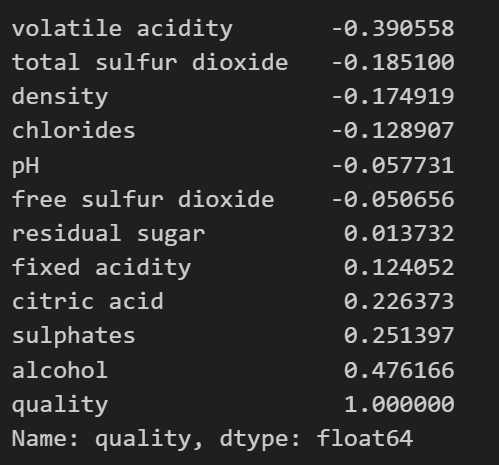 volatile acidity -0.390558
total sulfur dioxide -0.185100
density -0.174919
chlorides -0.128907
pH -0.057731
free sulfur dioxide -0.050656
residual sugar 0.013732
fixed acidity 0.124052
citric acid 0.226373
sulphates 0.251397
alcohol 0.476166
quality 1.000000
Name: quality, dtype: float64